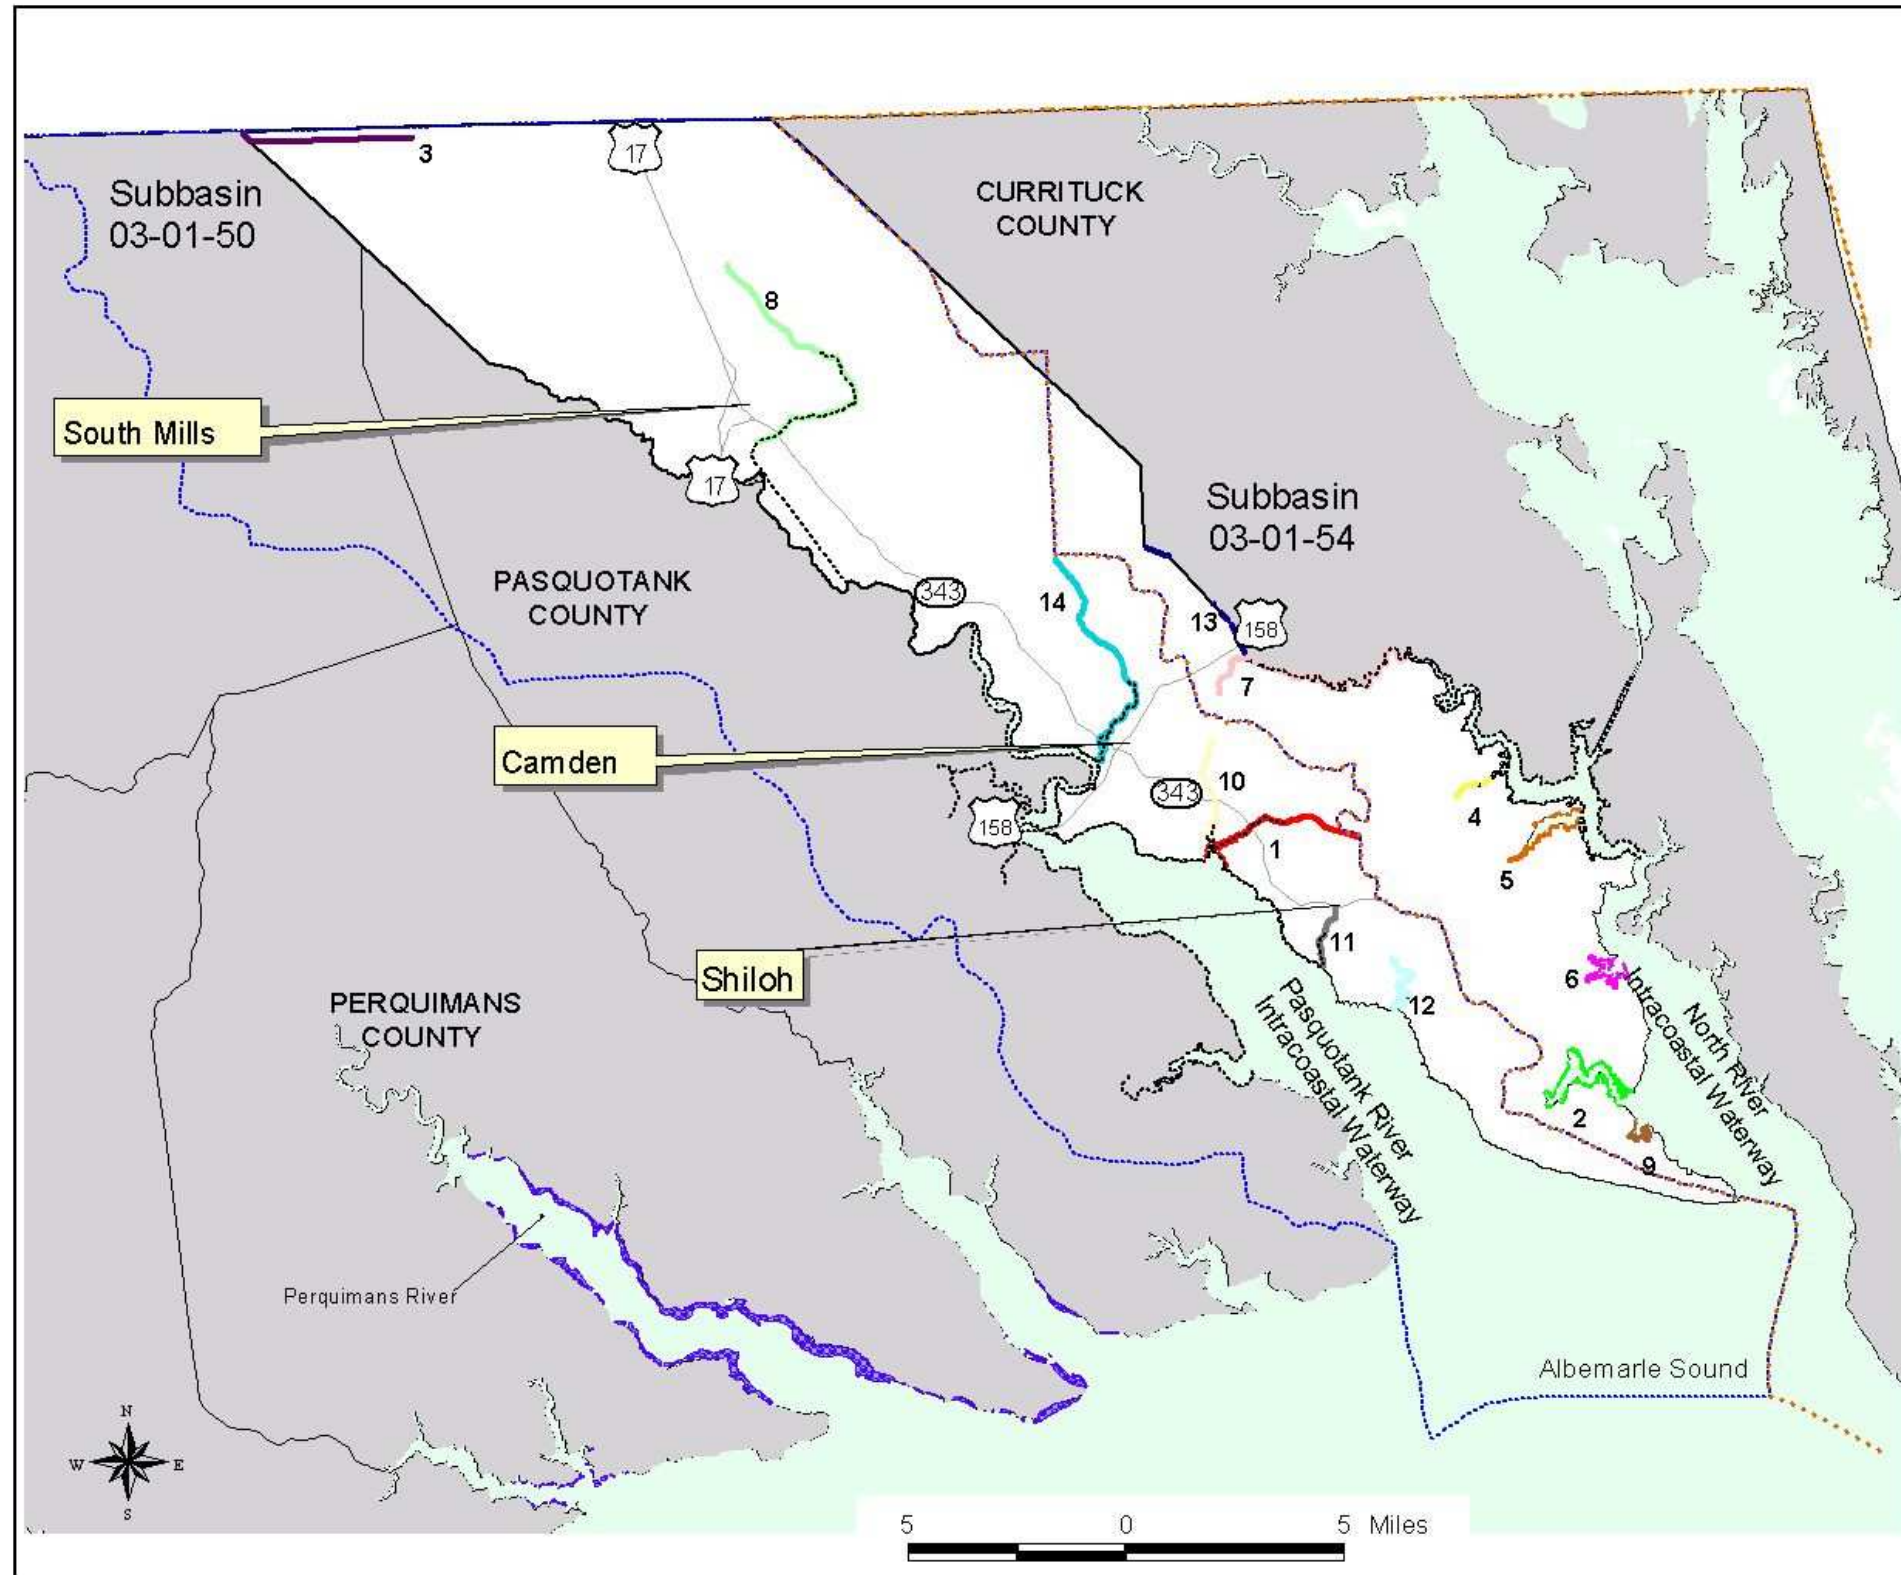 3
17
Subbasin
03-01-50
CURRITUCK
COUNTY
8
South Mills
17
Subbasin
03-01-54
PASQUOTANK
COUNTY
343
14
13
158
7
Camden
10
343
158
4
1
5
11
Shiloh
6
12
PERQUIMANS
COUNTY
Pasquotank River
Intracoastal Waterway
North River
Intracoastal Waterway
2
9
Perquimans River
Albemarle Sound
N
W
E
S
5
0
5 Miles